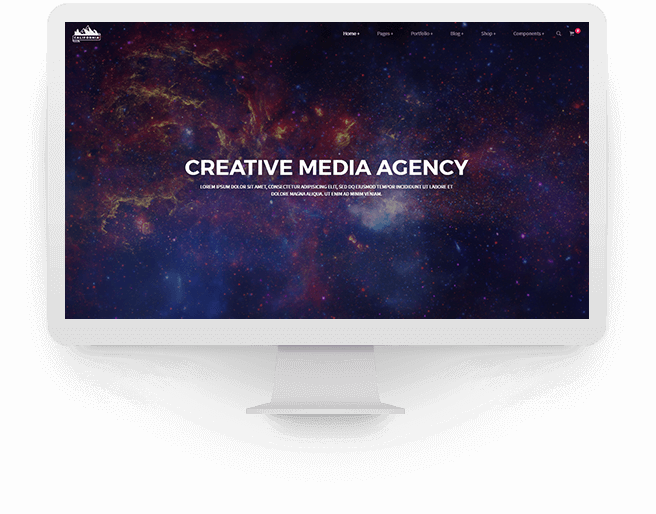 CALIFORNIA
Home +
Pages +
Portfolio +
Blog +
Shop +
Components +
CREATIVE MEDIA AGENCY
LOREM IPSUM DOLOR SIT AMET, CONSECTETUR ADIPISICING ELIT, SED DO EIUSMOD TEMPOR INCIDIDUNT UT LABORE ET
DOLORE MAGNA ALIQUA. UT ENIM AD MINIM VENIAM.